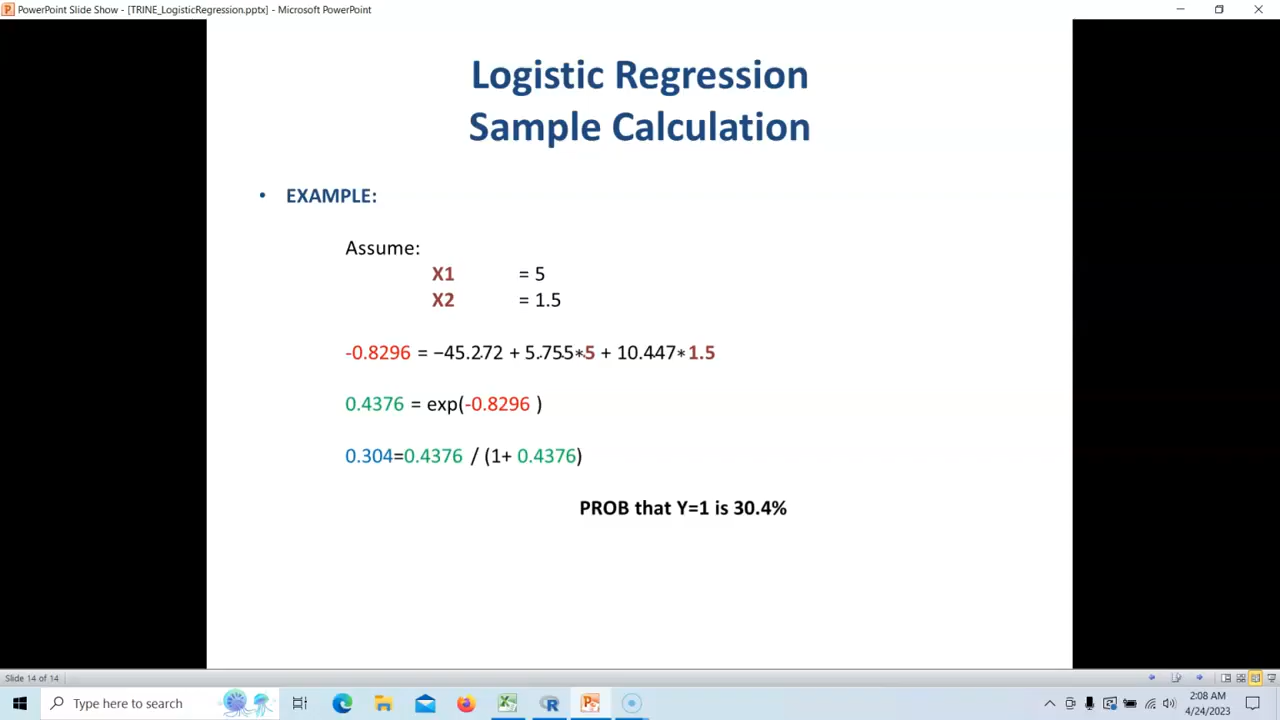 PowerPoint Slide Show - [TRINE_LogisticRegression.pptx] - Microsoft PowerPoint
Logistic Regression
Sample Calculation
• EXAMPLE:
Assume:
X1 = 5
X2 = 1.5
-0.8296 = −45.272 + 5.755*5 + 10.447*1.5
0.4376 = exp(-0.8296 )
0.304=0.4376 / (1+ 0.4376)
PROB that Y=1 is 30.4%
Slide 14 of 14
Type here to search
2:08 AM
4/24/2023